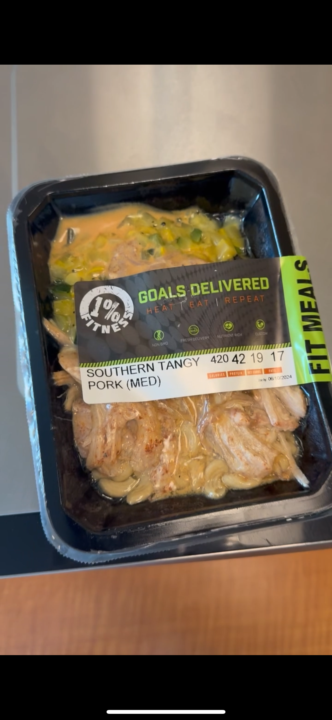 1%
FITNESS
GOALS DELIVERED
HEAT | EAT | REPEAT
SOUTHERN TANGY
PORK (MED)
420 42 19 17
FIT MEALS